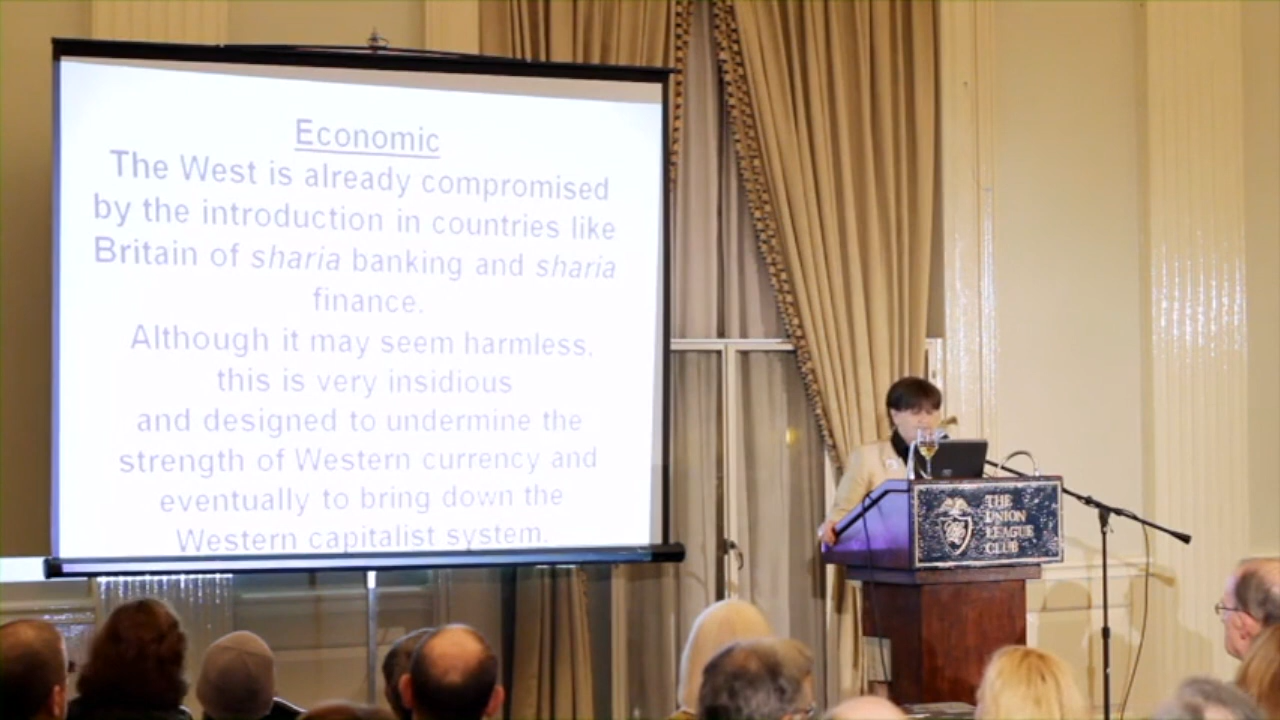 Economic
The West is already compromised
by the introduction in countries like
Britain of sharia banking and sharia
finance.
Although it may seem harmless,
this is very insidious
and designed to undermine the
strength of Western currency and
eventually to bring down the
Western capitalist system.
THE
UNION
LEAGUE
CLUB